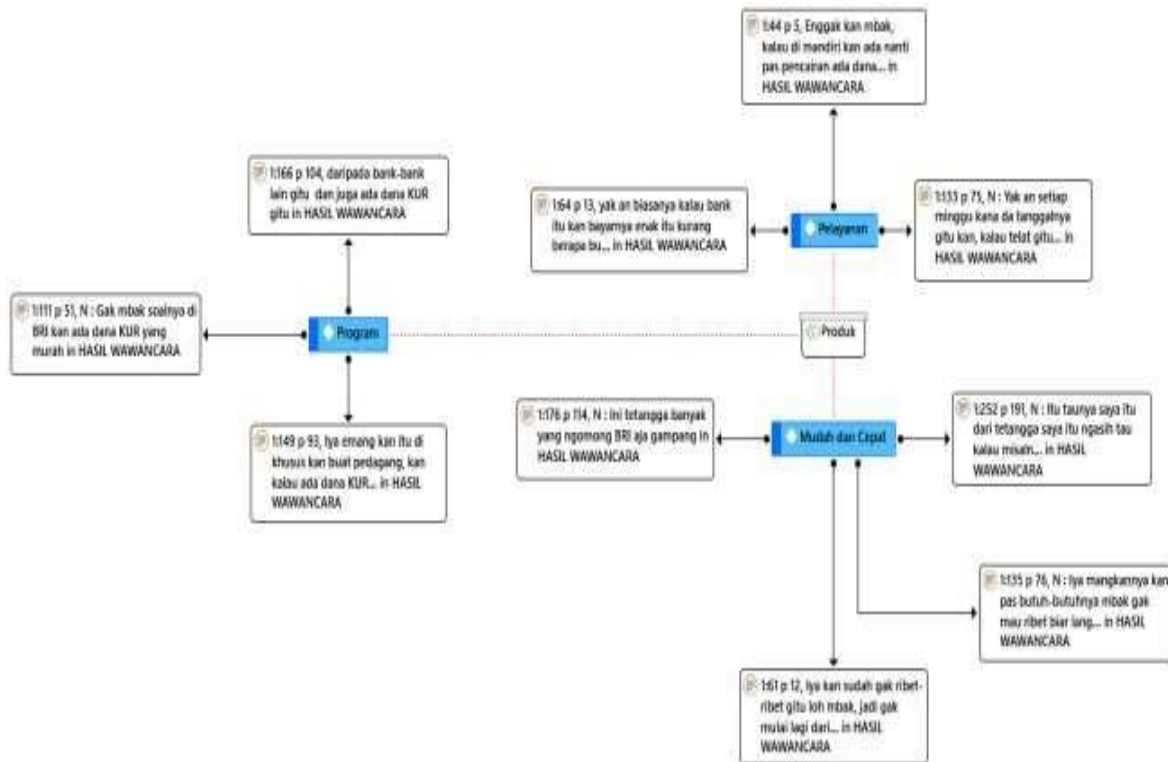 1:44 p 5, Enggak kan mbak,
kalau di mandiri kan ada nanti
pas pencairan ada dana... in
HASIL WAWANCARA
1:166 p 104, daripada bank-bank
lain gitu dan juga ada dana KUR
gitu in HASIL WAWANCARA
1:64 p 13, yak an biasanya kalau bank
itu kan bayarnya enak itu kurang
berapa bu... in HASIL WAWANCARA
Pelayanan
1:133 p 75, N : Yak an setiap
minggu kana da tanggalnya
gitu kan, kalau telat gitu... in
HASIL WAWANCARA
1:111 p 51, N : Gak mbak soalnya di
BRI kan ada dana KUR yang
murah in HASIL WAWANCARA
Program
Produk
1:149 p 93, Iya emang kan itu di
khusus kan buat pedagang, kan
kalau ada dana KUR... in HASIL
WAWANCARA
1:176 p 114, N : Ini tetangga banyak
yang ngomong BRI aja gampang in
HASIL WAWANCARA
Mudah dan Cepat
1:252 p 191, N : Itu taunya saya itu
dari tetangga saya itu ngasih tau
kalau misaln... in HASIL
WAWANCARA
1:135 p 76, N : Iya mangkannya kan
pas butuh-butuhnya mbak gak
mau ribet biar lang... in HASIL
WAWANCARA
1:61 p 12, Iya kan sudah gak ribet-
ribet gitu loh mbak, jadi gak
mulai lagi dari... in HASIL
WAWANCARA